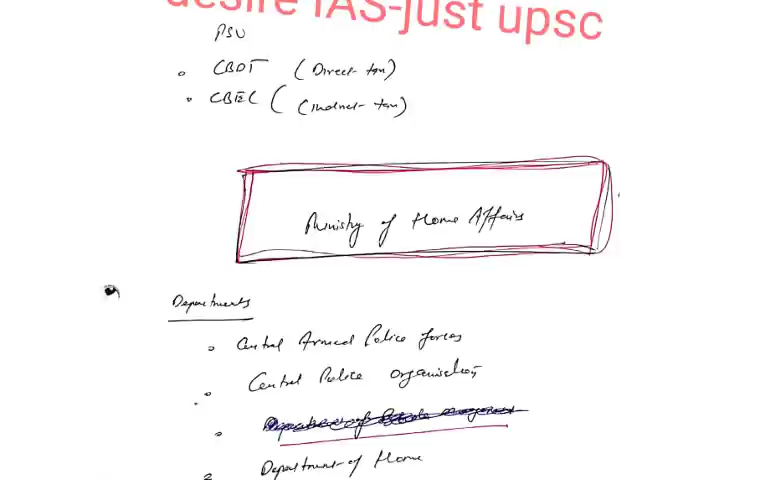 desire IAS-just upsc
PSU
CBDT (Direct-tax)
CBEC ( (Indirect-tax)
Ministry of Home Affairs
Departments
Central Armed Police forces
Central Police Organisation
Department of Home